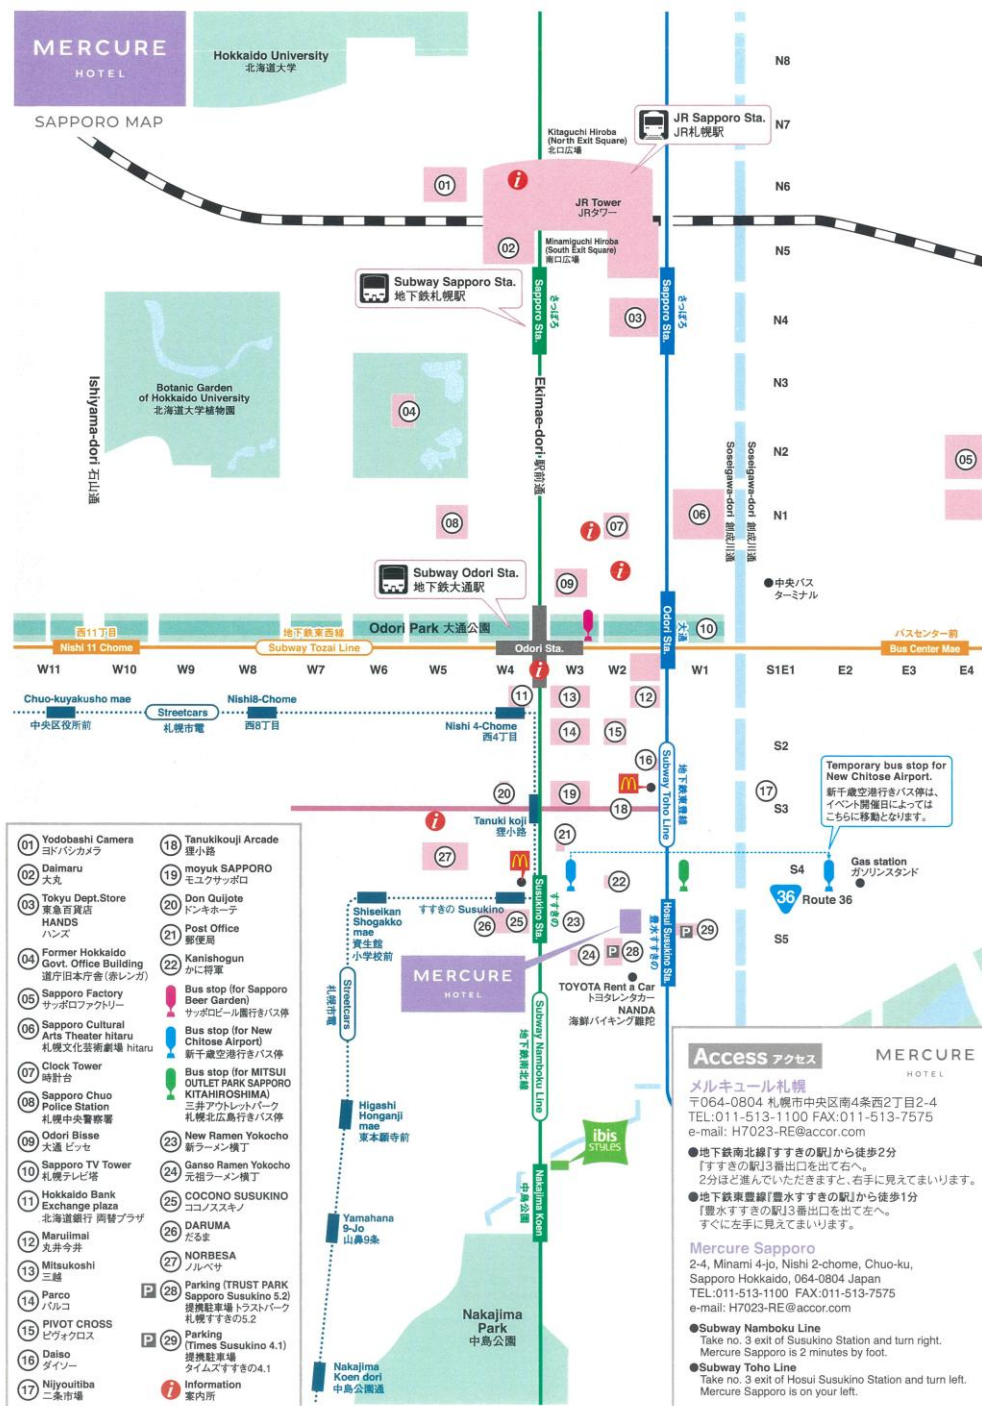 MERCURE
HOTEL
SAPPORO MAP
Hokkaido University
北海道大学
N8
N7
N6
N5
N4
N3
N2
N1
Kitaguchi Hiroba
(North Exit Square)
北口広場
JR Sapporo Sta.
JR札幌駅
01
JR Tower
JRタワー
02
Minamiguchi Hiroba
(South Exit Square)
南口広場
Subway Sapporo Sta.
地下鉄札幌駅
Sapporo Sta.
さっぽろ
03
Sapporo Sta.
さっぽろ
Ishiyama-dori 石山通
Botanic Garden
of Hokkaido University
北海道大学植物園
04
Ekimae-dori・駅前通
Soseigawa-dori 創成川通
Soseigawa-dori 創成川通
05
06
07
08
09
Subway Odori Sta.
地下鉄大通駅
中央バス
ターミナル
西11丁目
Nishi 11 Chome
地下鉄東西線
Subway Tozai Line
Odori Park 大通公園
Odori Sta.
Odori Sta.
大通
10
バスセンター前
Bus Center Mae
W11
W10
W9
W8
W7
W6
W5
W4
W3
W2
W1
S1E1
E2
E3
E4
Chuo-kuyakusho mae
中央区役所前
Streetcars
札幌市電
Nishi8-Chome
西8丁目
Nishi 4-Chome
西4丁目
11
12
13
14
15
16
S2
Subway Toho Line
地下鉄東豊線
17
S3
Temporary bus stop for
New Chitose Airport.
新千歳空港行きバス停は、
イベント開催日によっては
こちらに移動となります。
20
19
18
Tanuki koji
狸小路
21
27
22
S4
Gas station
ガソリンスタンド
36
Route 36
Shiseikan
Shogakko
mae
資生館
小学校前
すすきの Susukino
26
25
Susukino Sta.
すすきの
23
Hosui Susukino Sta.
豊水すすきの
P
29
S5
24
P
28
MERCURE
HOTEL
TOYOTA Rent a Car
トヨタレンタカー
NANDA
海鮮バイキング難陀
Streetcars
札幌市電
Subway Namboku Line
地下鉄南北線
Higashi
Honganji
mae
東本願寺前
ibis
STYLES
Nakajima Koen
中島公園
Yamahana
9-Jo
山鼻9条
Nakajima
Park
中島公園
Nakajima
Koen dori
中島公園通
01 Yodobashi Camera
ヨドバシカメラ
02 Daimaru
大丸
03 Tokyu Dept.Store
東急百貨店
HANDS
ハンズ
04 Former Hokkaido
Govt. Office Building
道庁旧本庁舎(赤レンガ)
05 Sapporo Factory
サッポロファクトリー
06 Sapporo Cultural
Arts Theater hitaru
札幌文化芸術劇場 hitaru
07 Clock Tower
時計台
08 Sapporo Chuo
Police Station
札幌中央警察署
09 Odori Bisse
大通 ビッセ
10 Sapporo TV Tower
札幌テレビ塔
11 Hokkaido Bank
Exchange plaza
北海道銀行 両替プラザ
12 Maruiimai
丸井今井
13 Mitsukoshi
三越
14 Parco
パルコ
15 PIVOT CROSS
ピヴォクロス
16 Daiso
ダイソー
17 Nijyouitiba
二条市場
18 Tanukikouji Arcade
狸小路
19 moyuk SAPPORO
モユクサッポロ
20 Don Quijote
ドンキホーテ
21 Post Office
郵便局
22 Kanishogun
かに将軍
Bus stop (for Sapporo
Beer Garden)
サッポロビール園行きバス停
Bus stop (for New
Chitose Airport)
新千歳空港行きバス停
Bus stop (for MITSUI
OUTLET PARK SAPPORO
KITAHIROSHIMA)
三井アウトレットパーク
札幌北広島行きバス停
23 New Ramen Yokocho
新ラーメン横丁
24 Ganso Ramen Yokocho
元祖ラーメン横丁
25 COCONO SUSUKINO
ココノススキノ
26 DARUMA
だるま
27 NORBESA
ノルベサ
P 28 Parking (TRUST PARK
Sapporo Susukino 5.2)
提携駐車場 トラストパーク
札幌すすきの5.2
P 29 Parking
(Times Susukino 4.1)
提携駐車場
タイムズすすきの4.1
i Information
案内所
Access アクセス
MERCURE
HOTEL
メルキュール札幌
〒064-0804 札幌市中央区南4条西2丁目2-4
TEL:011-513-1100 FAX:011-513-7575
e-mail: H7023-RE@accor.com
●地下鉄南北線『すすきの駅』から徒歩2分
『すすきの駅』3番出口を出て右へ。
2分ほど進んでいただきますと、右手に見えてまいります。
●地下鉄東豊線『豊水すすきの駅』から徒歩1分
『豊水すすきの駅』3番出口を出て左へ。
すぐに左手に見えてまいります。
Mercure Sapporo
2-4, Minami 4-jo, Nishi 2-chome, Chuo-ku,
Sapporo Hokkaido, 064-0804 Japan
TEL:011-513-1100 FAX:011-513-7575
e-mail: H7023-RE@accor.com
●Subway Namboku Line
Take no. 3 exit of Susukino Station and turn right.
Mercure Sapporo is 2 minutes by foot.
●Subway Toho Line
Take no. 3 exit of Hosui Susukino Station and turn left.
Mercure Sapporo is on your left.